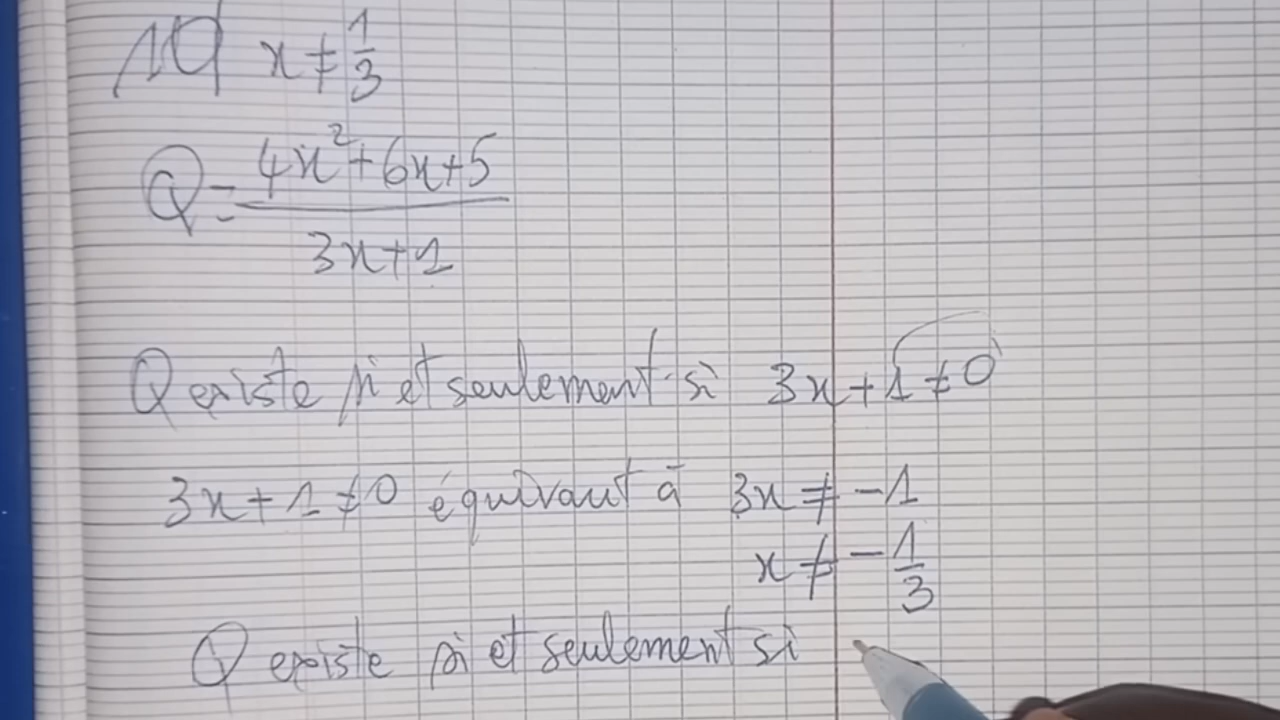 10) x ≠ 1/3
Q = (4x² + 6x + 5)/(3x + 1)
Q existe si et seulement si 3x + 1 ≠ 0
3x + 1 ≠ 0 équivaut à 3x ≠ -1
x ≠ -1/3
Q existe si et seulement si